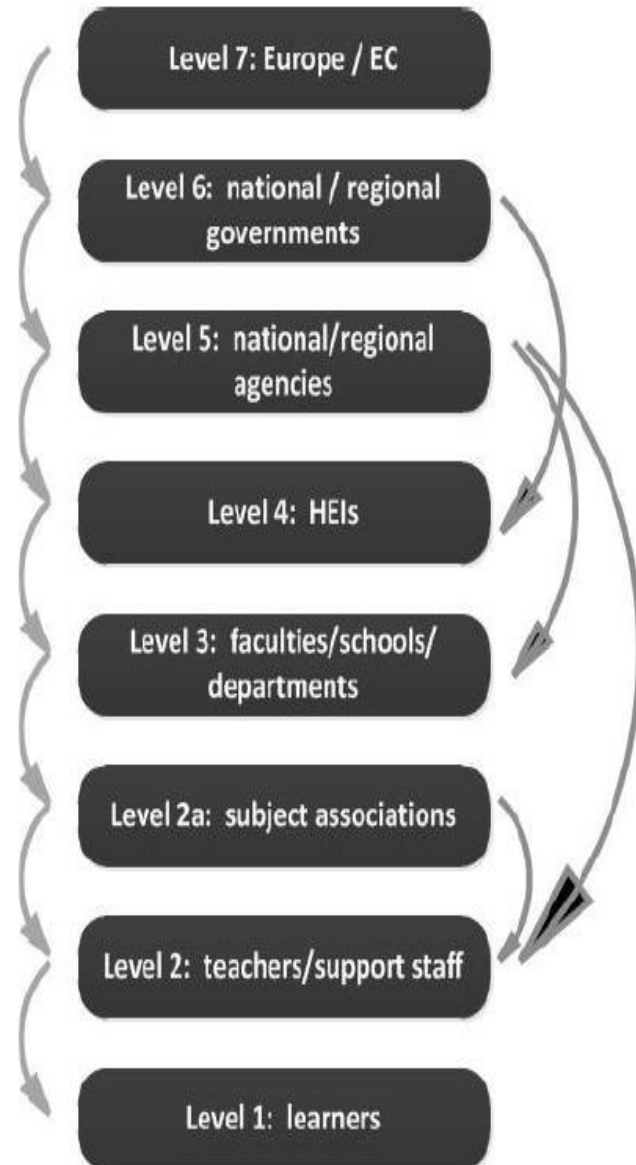 Level 7: Europe / EC
Level 6: national / regional
governments
Level 5: national/regional
agencies
Level 4: HEIs
Level 3: faculties/schools/
departments
Level 2a: subject associations
Level 2: teachers/support staff
Level 1: learners